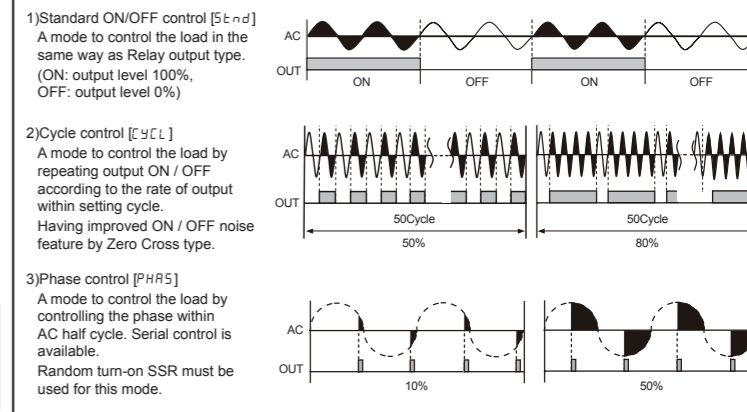 1)Standard ON/OFF control [Stnd]
A mode to control the load in the
same way as Relay output type.
(ON: output level 100%,
OFF: output level 0%)
AC
OUT
ON OFF ON OFF
2)Cycle control [CYCL]
A mode to control the load by
repeating output ON / OFF
according to the rate of output
within setting cycle.
Having improved ON / OFF noise
feature by Zero Cross type.
AC
OUT
50Cycle 50Cycle
50% 80%
3)Phase control [PHAS]
A mode to control the load by
controlling the phase within
AC half cycle. Serial control is
available.
Random turn-on SSR must be
used for this mode.
AC
OUT
10% 50%